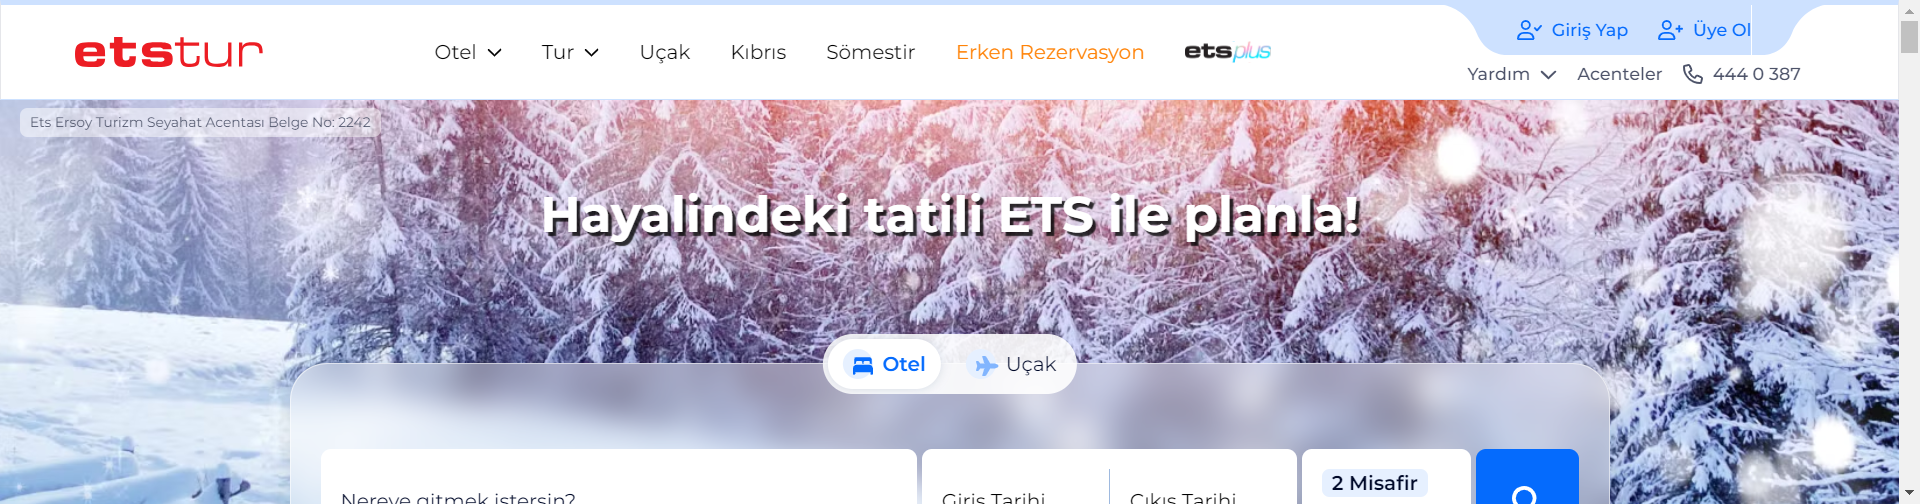 etstur
Otel
Tur
Uçak
Kıbrıs
Sömestir
Erken Rezervasyon
etsplus
Giriş Yap
Üye Ol
Yardım
Acenteler
444 0 387
Ets Ersoy Turizm Seyahat Acentası Belge No: 2242
Hayalindeki tatili ETS ile planla!
Otel
Uçak
Nereye gitmek istersin?
Giriş Tarihi
Çıkış Tarihi
2 Misafir